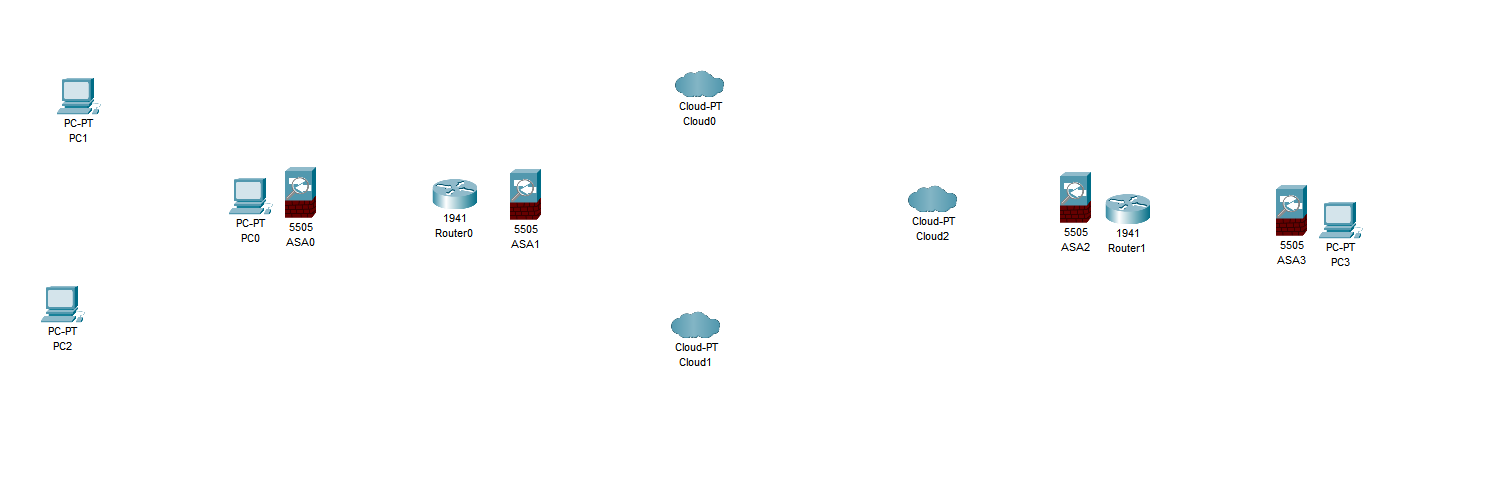 PC-PT
PC1
Cloud-PT
Cloud0
PC-PT
PC0
5505
ASA0
1941
Router0
5505
ASA1
Cloud-PT
Cloud2
5505
ASA2
1941
Router1
5505
ASA3
PC-PT
PC3
PC-PT
PC2
Cloud-PT
Cloud1